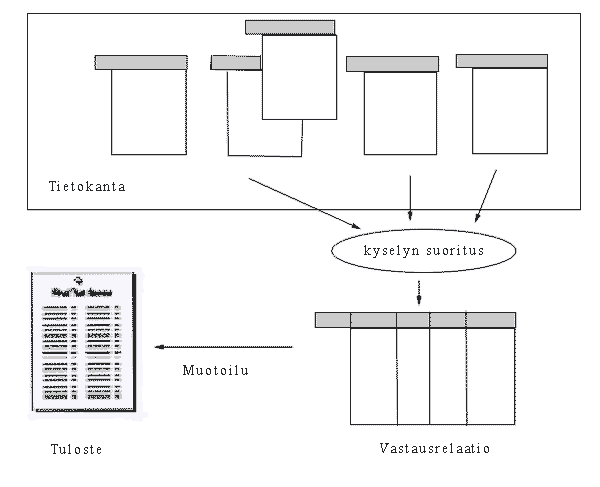 Tietokanta
kyselyn suoritus
Muotoilu
Tuloste
Vastausrelaatio